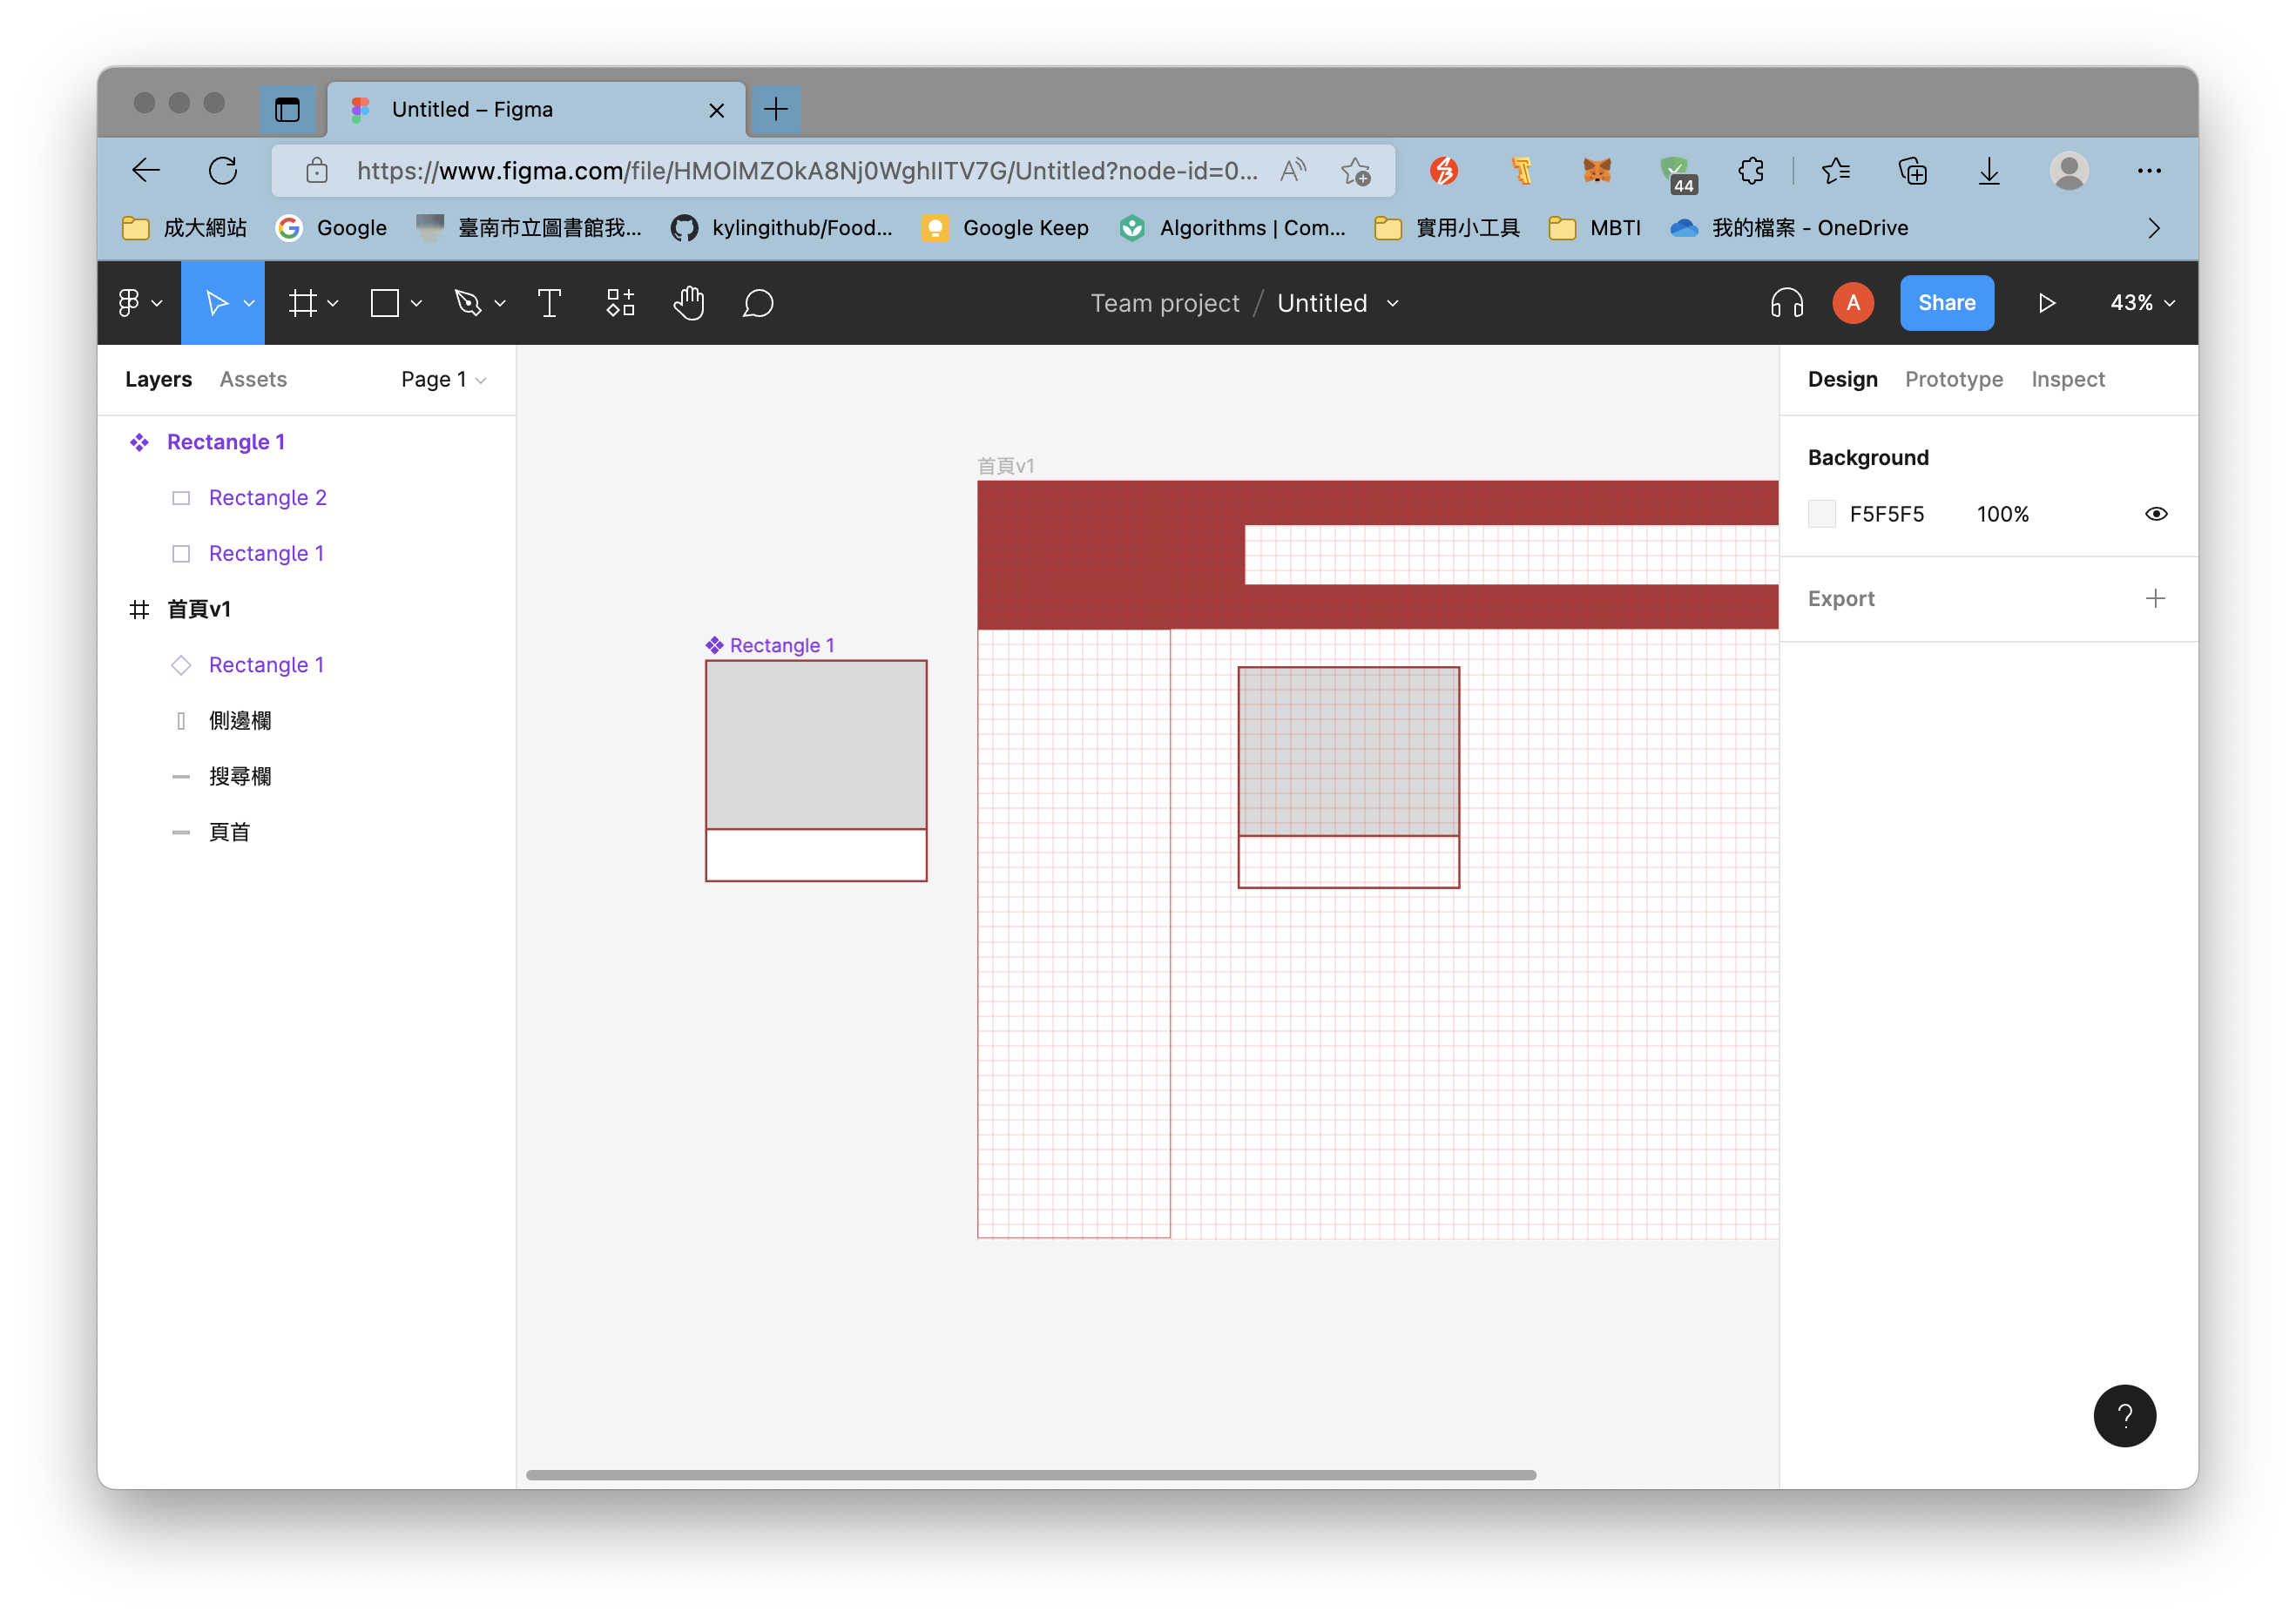 Untitled – Figma
https://www.figma.com/file/HMOlMZOkA8Nj0WghIITV7G/Untitled?node-id=0...
44
成大網站
Google
臺南市立圖書館我...
kylingithub/Food...
Google Keep
Algorithms | Com...
實用小工具
MBTI
我的檔案 - OneDrive
Team project / Untitled
A
Share
43%
Layers
Assets
Page 1
Design
Prototype
Inspect
Rectangle 1
Rectangle 2
Rectangle 1
首頁v1
Rectangle 1
側邊欄
搜尋欄
頁首
首頁v1
Rectangle 1
Background
F5F5F5
100%
Export
?